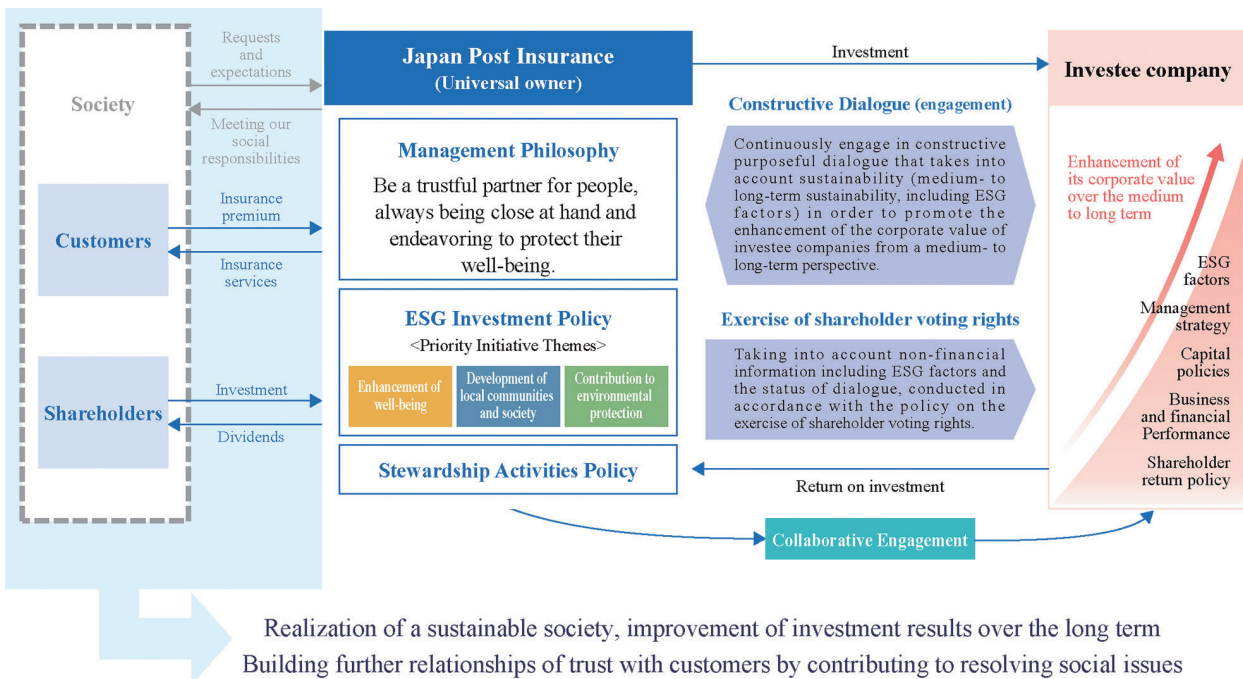 Society
Requests
and
expectations
Meeting our
social
responsibilities
Customers
Insurance
premium
Insurance
services
Shareholders
Investment
Dividends
Japan Post Insurance
(Universal owner)
Management Philosophy
Be a trustful partner for people,
always being close at hand and
endeavoring to protect their
well-being.
ESG Investment Policy
<Priority Initiative Themes>
Enhancement of
well-being
Development of
local communities
and society
Contribution to
environmental
protection
Stewardship Activities Policy
Investment
Constructive Dialogue (engagement)
Continuously engage in constructive
purposeful dialogue that takes into
account sustainability (medium- to
long-term sustainability, including ESG
factors) in order to promote the
enhancement of the corporate value of
investee companies from a medium- to
long-term perspective.
Exercise of shareholder voting rights
Taking into account non-financial
information including ESG factors and
the status of dialogue, conducted in
accordance with the policy on the
exercise of shareholder voting rights.
Return on investment
Collaborative Engagement
Investee company
Enhancement of
its corporate value
over the medium
to long term
ESG
factors
Management
strategy
Capital
policies
Business
and financial
Performance
Shareholder
return policy
Realization of a sustainable society, improvement of investment results over the long term
Building further relationships of trust with customers by contributing to resolving social issues